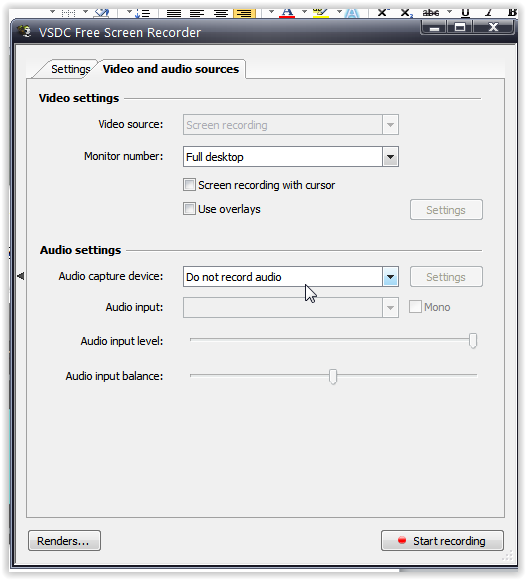 VSDC Free Screen Recorder
Settings Video and audio sources
Video settings
Video source: Screen recording
Monitor number: Full desktop
Screen recording with cursor
Use overlays Settings
Audio settings
Audio capture device: Do not record audio Settings
Audio input: Mono
Audio input level:
Audio input balance:
Renders... Start recording